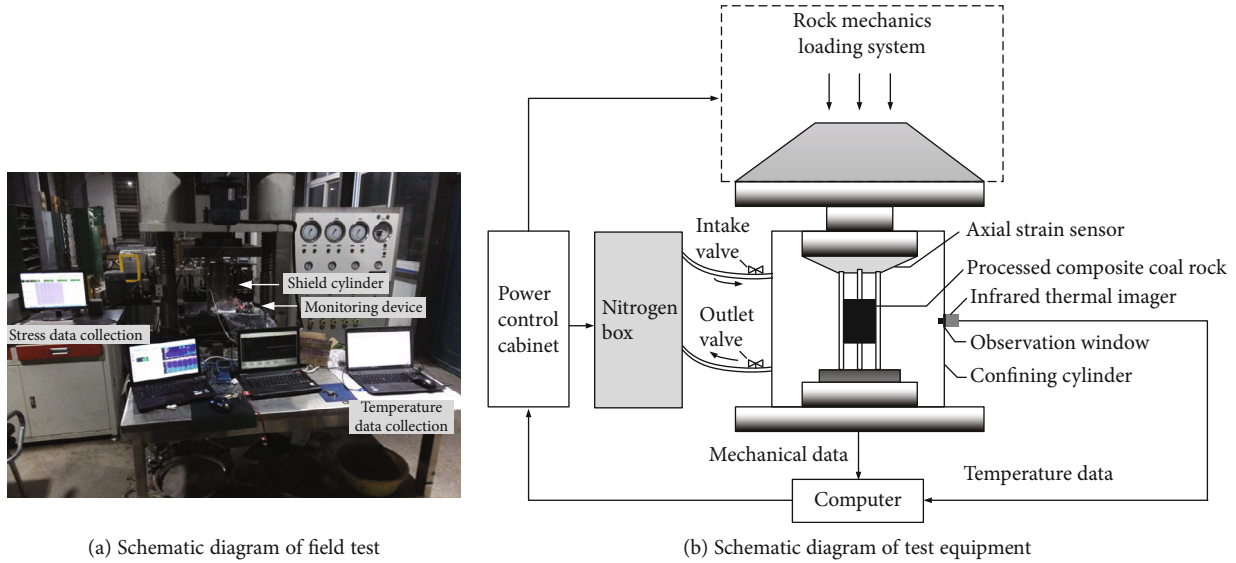 Shield cylinder
Monitoring device
Stress data collection
Temperature
data collection
(a) Schematic diagram of field test
Rock mechanics
loading system
Intake
valve
Outlet
valve
Power
control
cabinet
Nitrogen
box
Axial strain sensor
Processed composite coal rock
Infrared thermal imager
Observation window
Confining cylinder
Mechanical data
Temperature data
Computer
(b) Schematic diagram of test equipment